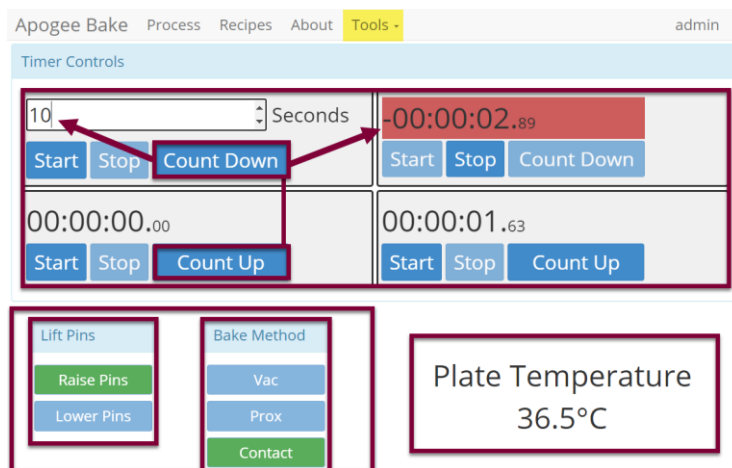 Apogee Bake Process Recipes About Tools - admin
Timer Controls
10 Seconds
Start Stop Count Down
-00:00:02.89
Start Stop Count Down
00:00:00.00
Start Stop Count Up
00:00:01.63
Start Stop Count Up
Lift Pins
Raise Pins
Lower Pins
Bake Method
Vac
Prox
Contact
Plate Temperature
36.5°C